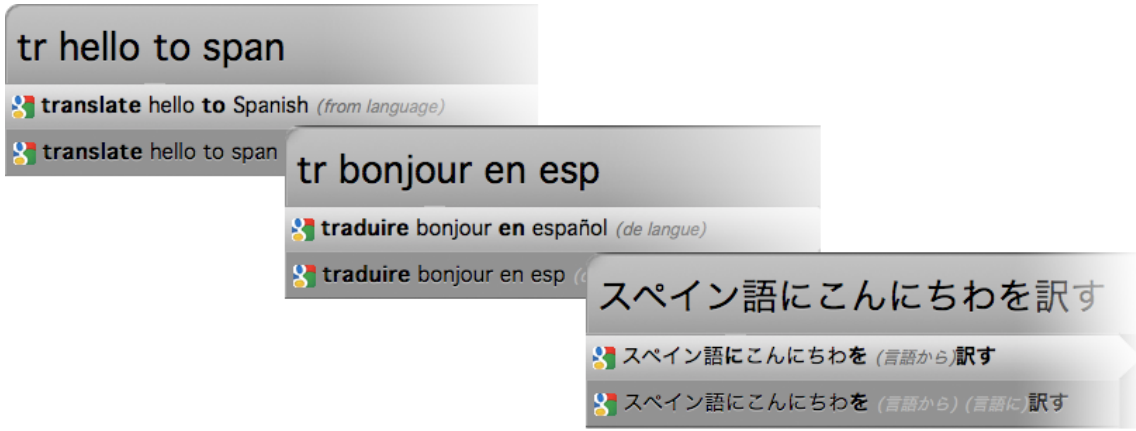 tr hello to span
translate hello to Spanish (from language)
translate hello to span
tr bonjour en esp
traduire bonjour en español (de langue)
traduire bonjour en esp
スペイン語にこんにちわを訳す
スペイン語にこんにちわを (言語から)訳す
スペイン語にこんにちわを (言語から) (言語に)訳す